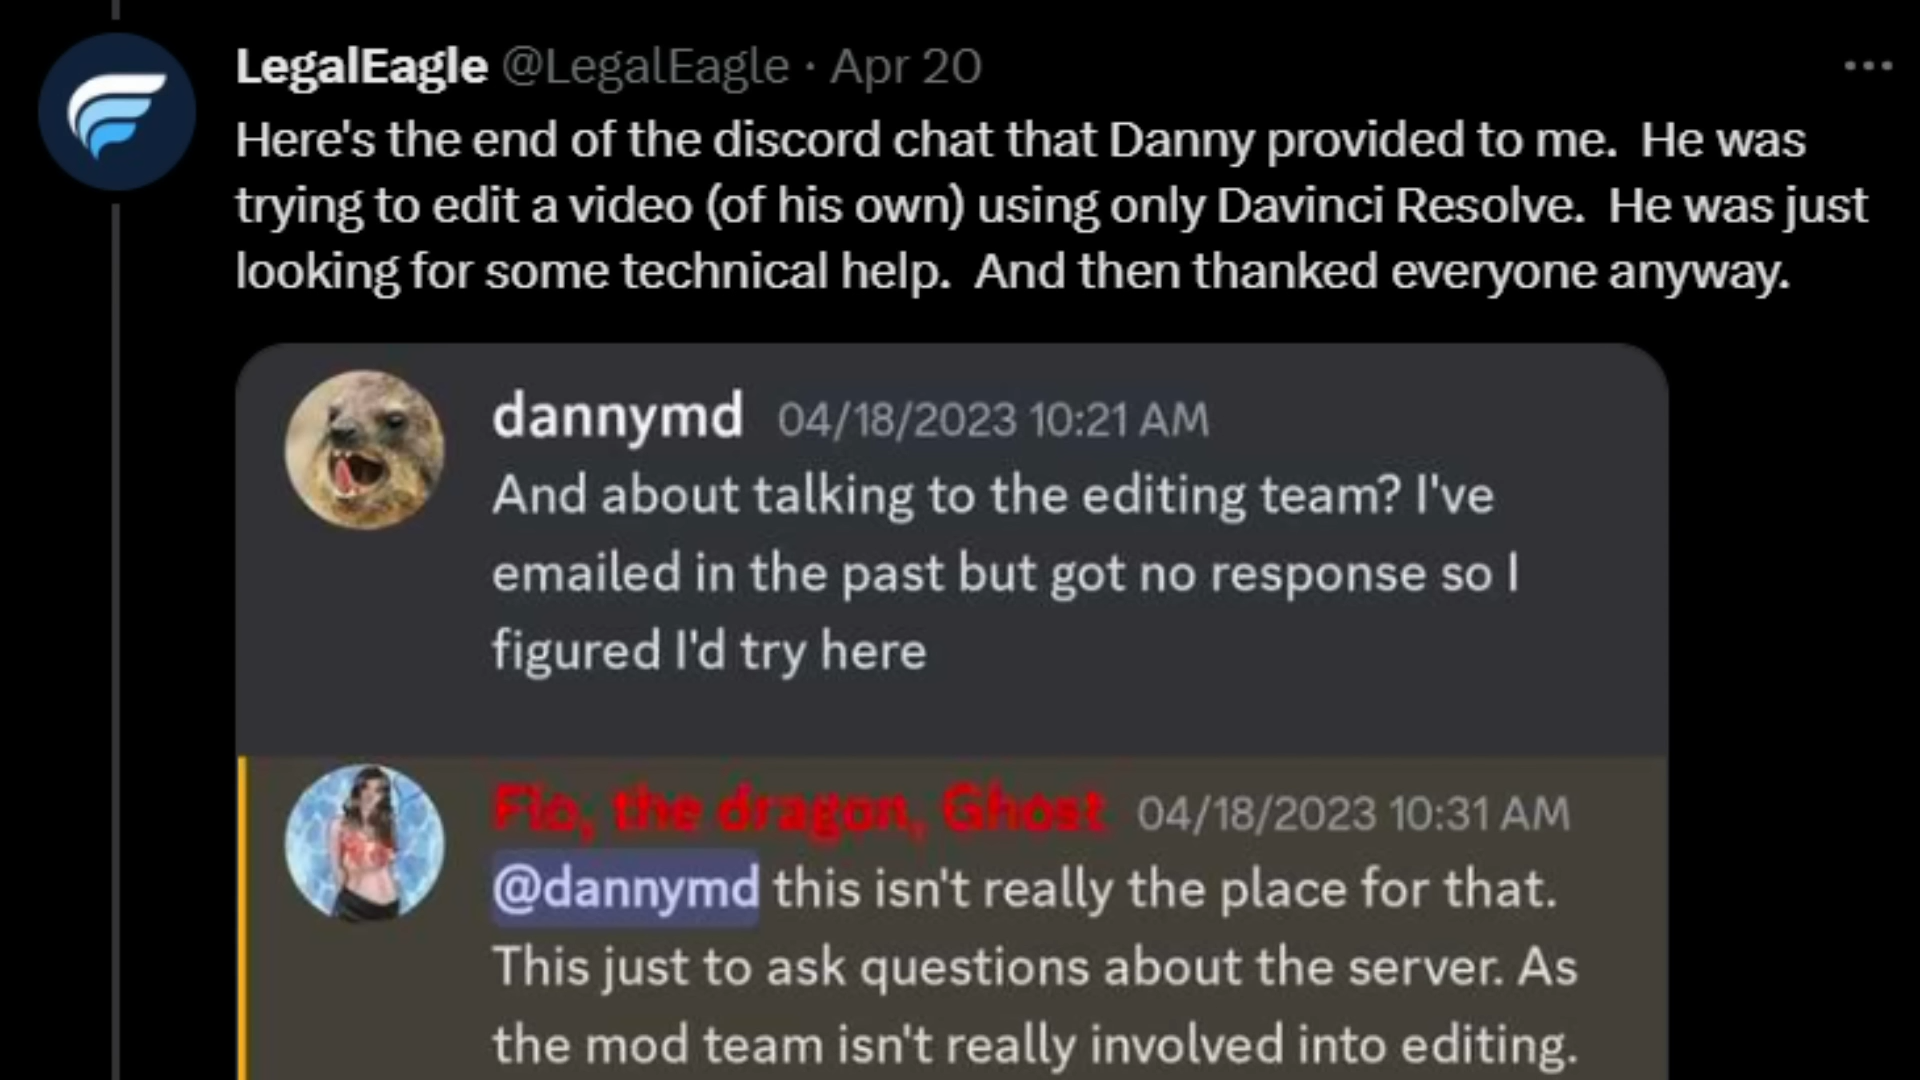 LegalEagle @LegalEagle · Apr 20
Here's the end of the discord chat that Danny provided to me.  He was
trying to edit a video (of his own) using only Davinci Resolve.  He was just
looking for some technical help.  And then thanked everyone anyway.
dannymd 04/18/2023 10:21 AM
And about talking to the editing team? I've
emailed in the past but got no response so I
figured I'd try here
Flo, the dragon, Ghost 04/18/2023 10:31 AM
@dannymd this isn't really the place for that.
This just to ask questions about the server. As
the mod team isn't really involved into editing.